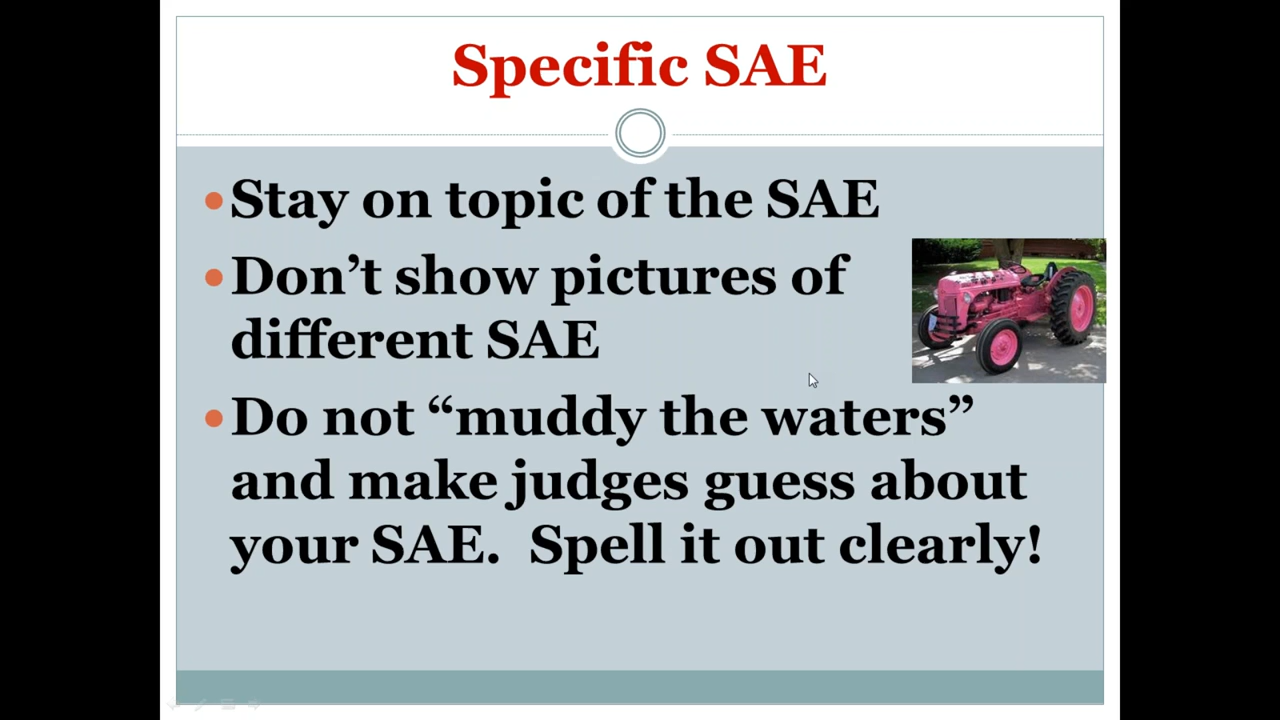 Specific SAE
Stay on topic of the SAE
Don’t show pictures of
different SAE
Do not “muddy the waters”
and make judges guess about
your SAE.  Spell it out clearly!